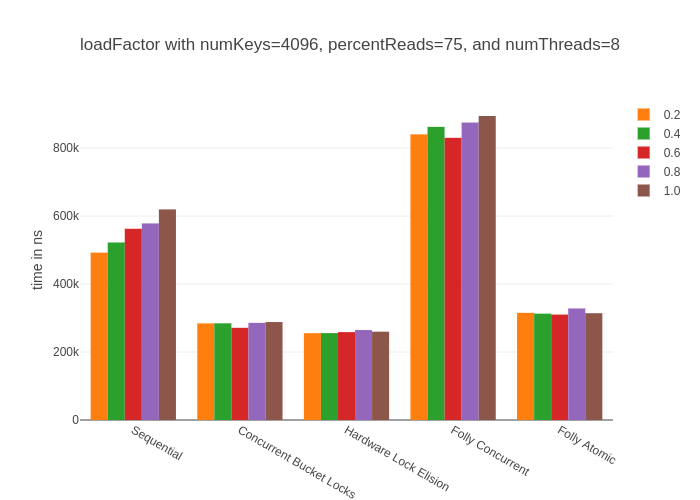 loadFactor with numKeys=4096, percentReads=75, and numThreads=8
0.2
0.4
0.6
0.8
1.0
time in ns
800k
600k
400k
200k
0
Sequential
Concurrent Bucket Locks
Hardware Lock Elision
Folly Concurrent
Folly Atomic